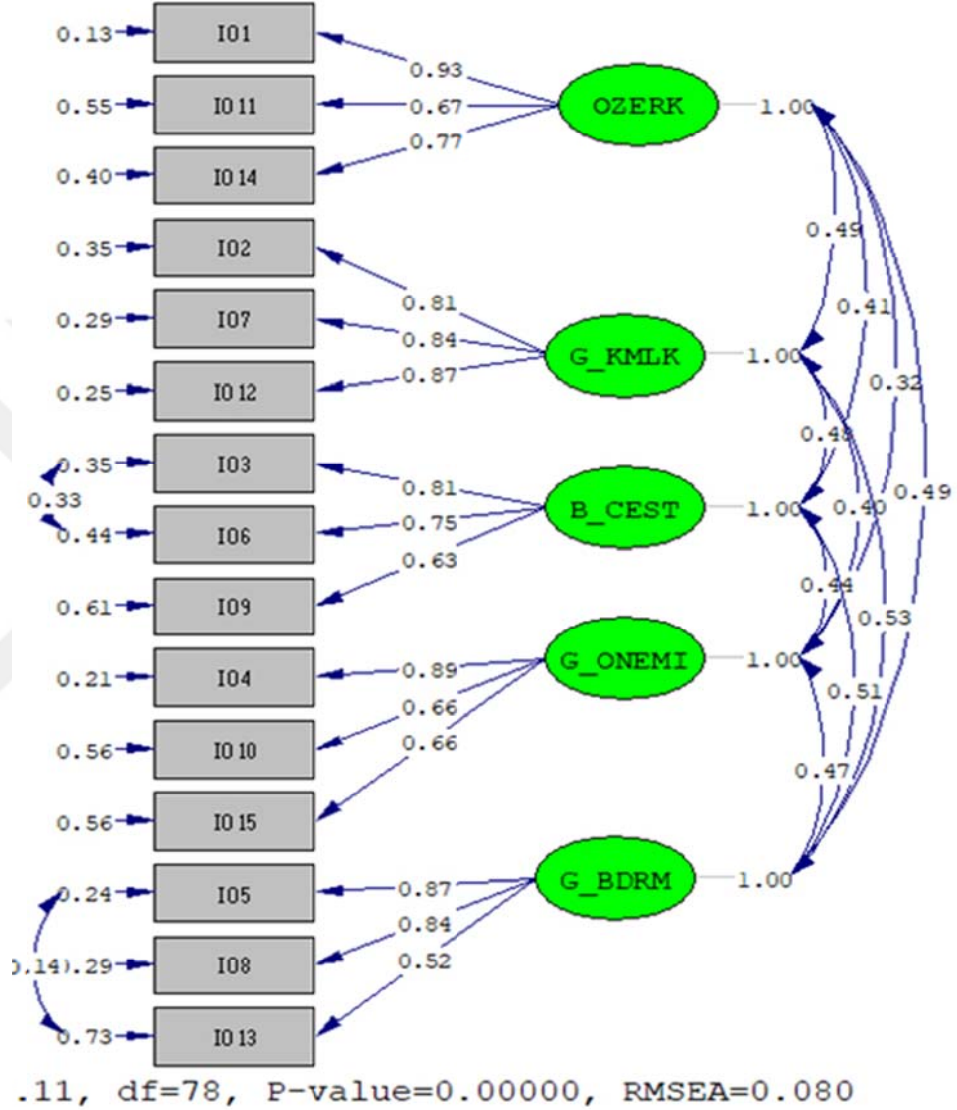 0.13 IO1 0.93 OZERK 1.00
0.55 IO11 0.67
0.40 IO14 0.77
0.49
0.41
0.32
0.49
0.35 IO2 0.81
0.29 IO7 0.84 G_KMLK 1.00
0.25 IO12 0.87
0.48
0.40
0.53
0.35 IO3 0.81
0.33
0.44 IO6 0.75 B_CEST 1.00
0.61 IO9 0.63
0.44
0.51
0.21 IO4 0.89 G_ONEMI 1.00
0.56 IO10 0.66
0.56 IO15 0.66
0.47
0.24 IO5 0.87 G_BDRM 1.00
.14 .29 IO8 0.84
0.73 IO13 0.52
.11, df=78, P-value=0.00000, RMSEA=0.080